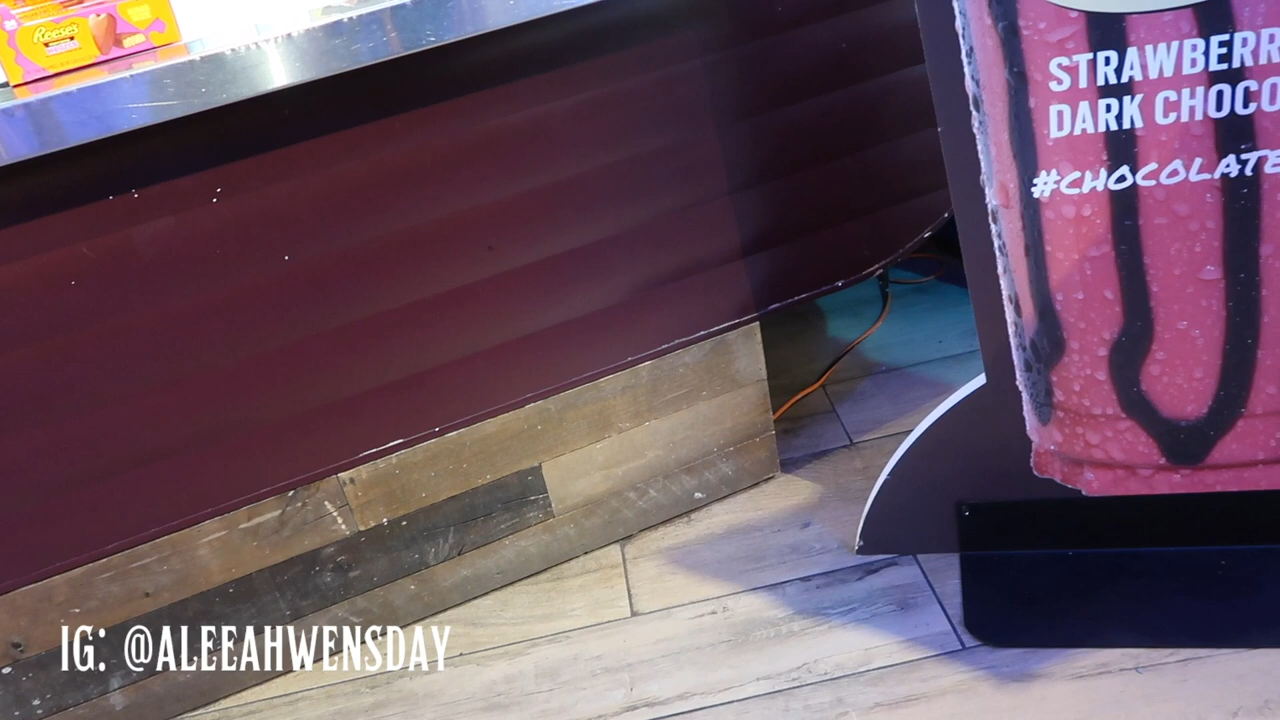 Reese's
STRAWBERR
DARK CHOCO
#CHOCOLATE
IG: @ALEEAHWENSDAY